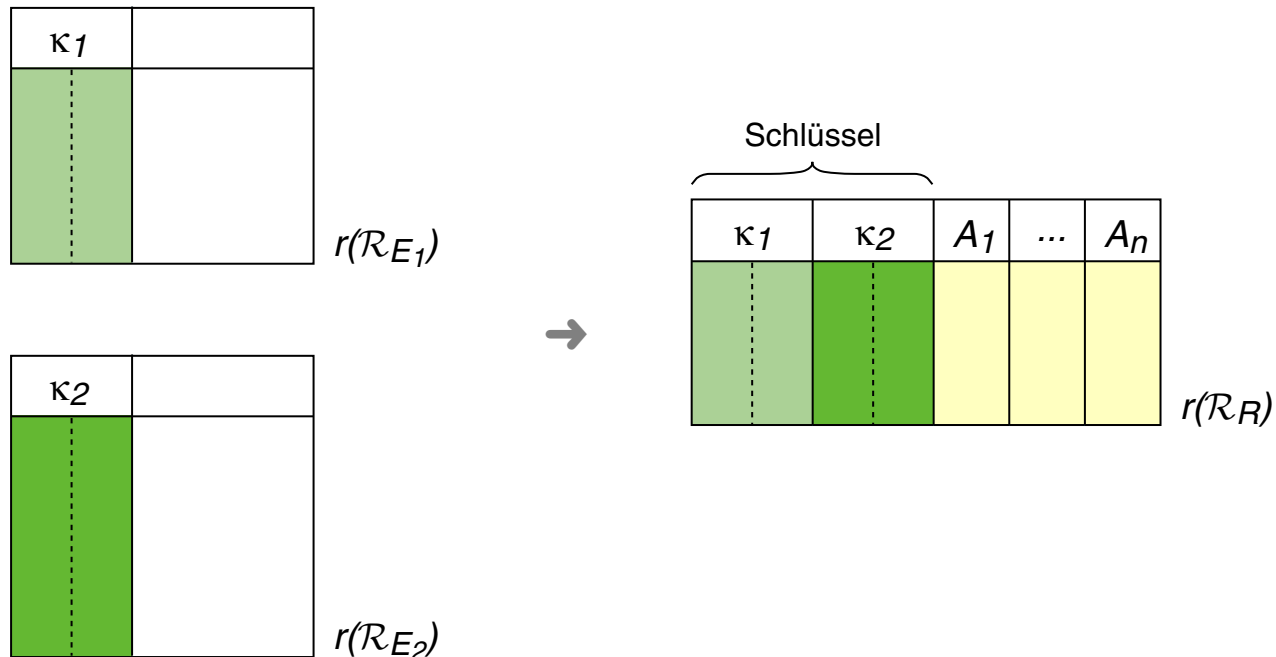 κ1
r(ℛE1)
κ2
r(ℛE2)
➜
Schlüssel
κ1 κ2 A1 ... An
r(ℛR)